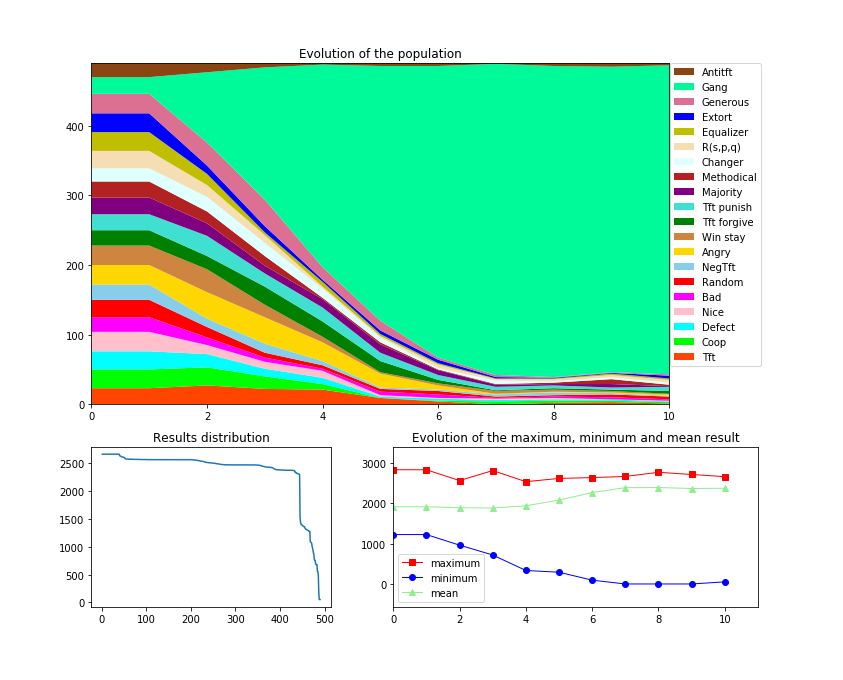 Evolution of the population
400
300
200
100
0
0 2 4 6 8 10
Antitft
Gang
Generous
Extort
Equalizer
R(s,p,q)
Changer
Methodical
Majority
Tft punish
Tft forgive
Win stay
Angry
NegTft
Random
Bad
Nice
Defect
Coop
Tft
Results distribution
2500
2000
1500
1000
500
0
0 100 200 300 400 500
Evolution of the maximum, minimum and mean result
3000
2000
1000
0
maximum
minimum
mean
0 2 4 6 8 10